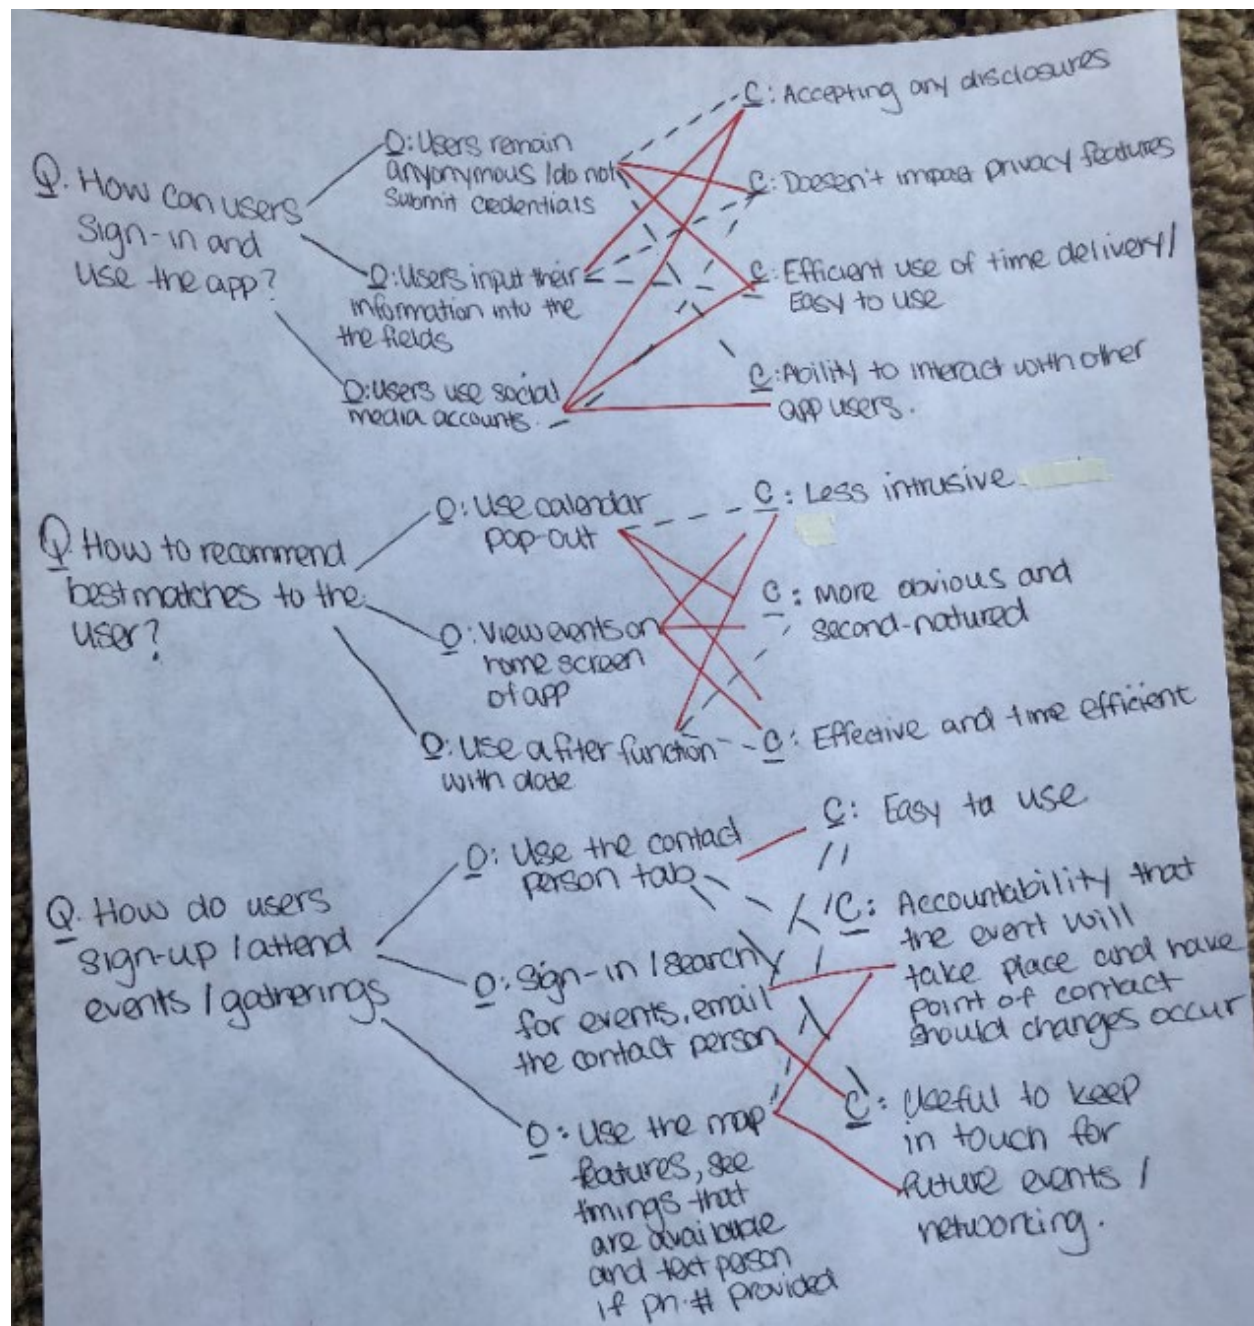 Q. How can users
sign-in and
use the app?
O: Users remain
anyonymous / do not
submit credentials
O: Users input their
information into the
the fields
O: Users use social
media accounts.
C: Accepting any disclosures
C: Doesen't impact privacy features
C: Efficient use of time delivery /
Easy to use
C: Ability to interact with other
app users.
Q. How to recommend
best matches to the
user?
O: Use calendar
pop-out
O: View events on
home screen
of app
O: Use a filter function
with date
C: Less intrusive
C: More obvious and
second-natured
C: Effective and time efficient
Q. How do users
sign-up / attend
events / gatherings
O: Use the contact
person tab
O: Sign-in / search
for events, email
the contact person
O: Use the map
features, see
timings that
are available
and text person
if ph.# provided
C: Easy to use
C: Accountability that
the event will
take place and have
point of contact
should changes occur
C: Useful to keep
in touch for
future events /
networking.